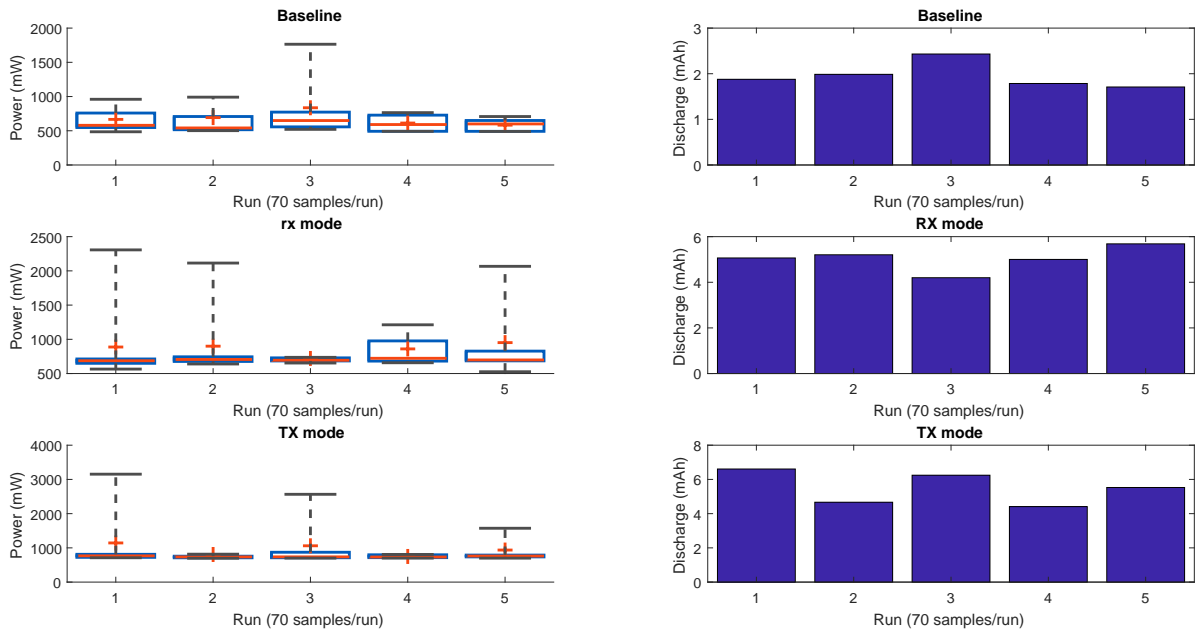 Baseline
2000
1500
1000
500
0
Power (mW)
1 2 3 4 5
Run (70 samples/run)
Baseline
3
2
1
0
Discharge (mAh)
1 2 3 4 5
Run (70 samples/run)
rx mode
2500
2000
1500
1000
500
Power (mW)
1 2 3 4 5
Run (70 samples/run)
RX mode
6
4
2
0
Discharge (mAh)
1 2 3 4 5
Run (70 samples/run)
TX mode
4000
3000
2000
1000
0
Power (mW)
1 2 3 4 5
Run (70 samples/run)
TX mode
8
6
4
2
0
Discharge (mAh)
1 2 3 4 5
Run (70 samples/run)